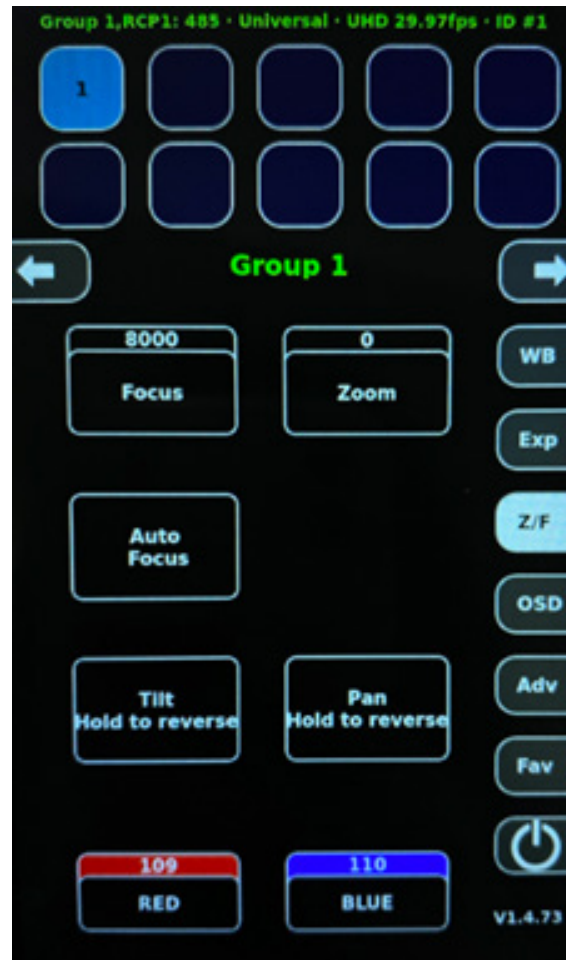 Group 1,RCP1: 485 · Universal · UHD 29.97fps · ID #1
1
Group 1
8000
Focus
0
Zoom
WB
Exp
Auto
Focus
Z/F
OSD
Tilt
Hold to reverse
Pan
Hold to reverse
Adv
Fav
109
RED
110
BLUE
V1.4.73